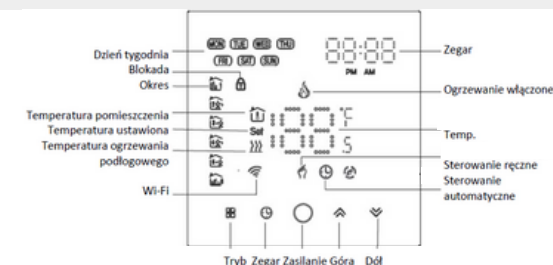 Dzień tygodnia
Blokada
Okres
Temperatura pomieszczenia
Temperatura ustawiona
Temperatura ogrzewania
podłogowego
Wi-Fi
MON TUE WED THU
FRI SAT SUN
88:88
PM AM
Set
188
°F
.5
Zegar
Ogrzewanie włączone
Temp.
Sterowanie ręczne
Sterowanie
automatyczne
Tryb Zegar Zasilanie Góra Dół